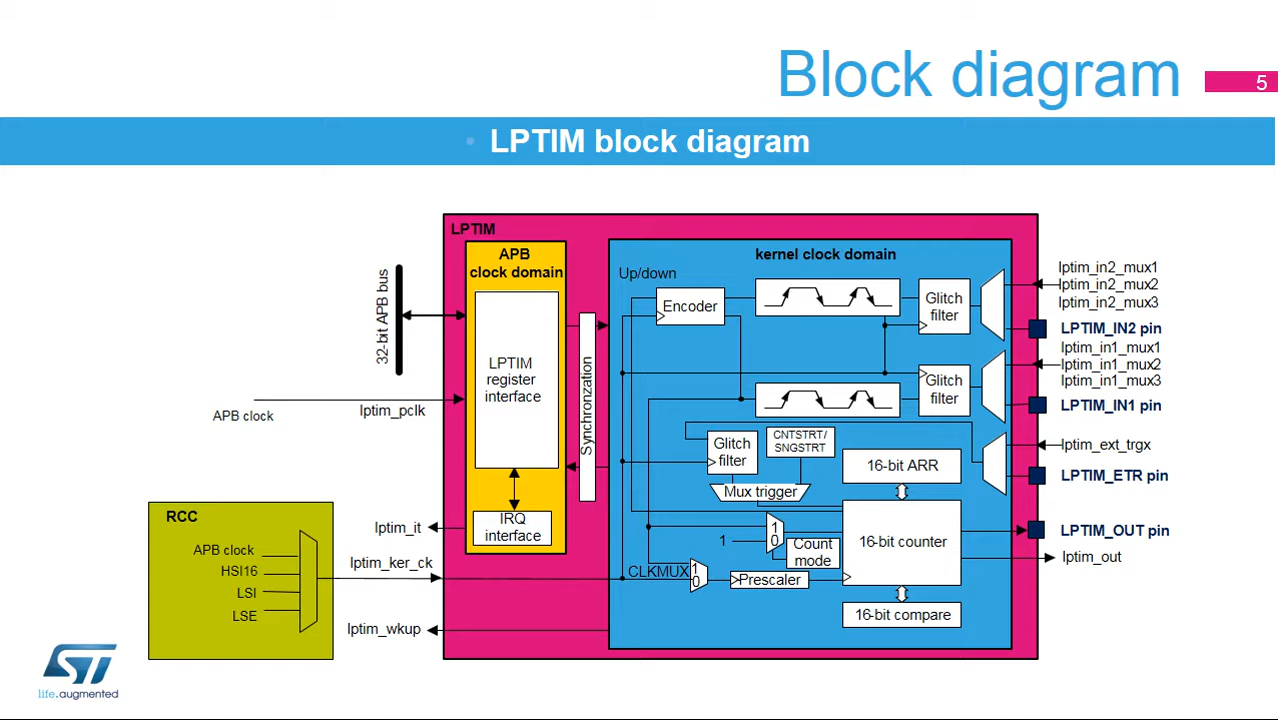 Block diagram
5
• LPTIM block diagram
LPTIM
APB
clock domain
kernel clock domain
32-bit APB bus
LPTIM
register
interface
Synchronization
Up/down
Encoder
Glitch
filter
lptim_in2_mux1
lptim_in2_mux2
lptim_in2_mux3
LPTIM_IN2 pin
lptim_in1_mux1
lptim_in1_mux2
lptim_in1_mux3
Glitch
filter
LPTIM_IN1 pin
APB clock
lptim_pclk
Glitch
filter
CNTSTRT/
SNGSTRT
lptim_ext_trgx
16-bit ARR
LPTIM_ETR pin
Mux trigger
RCC
APB clock
HSI16
LSI
LSE
lptim_it
IRQ
interface
lptim_ker_ck
lptim_wkup
1
1
0
Count
mode
16-bit counter
LPTIM_OUT pin
lptim_out
CLKMUX
1
0
Prescaler
16-bit compare
ST
life.augmented